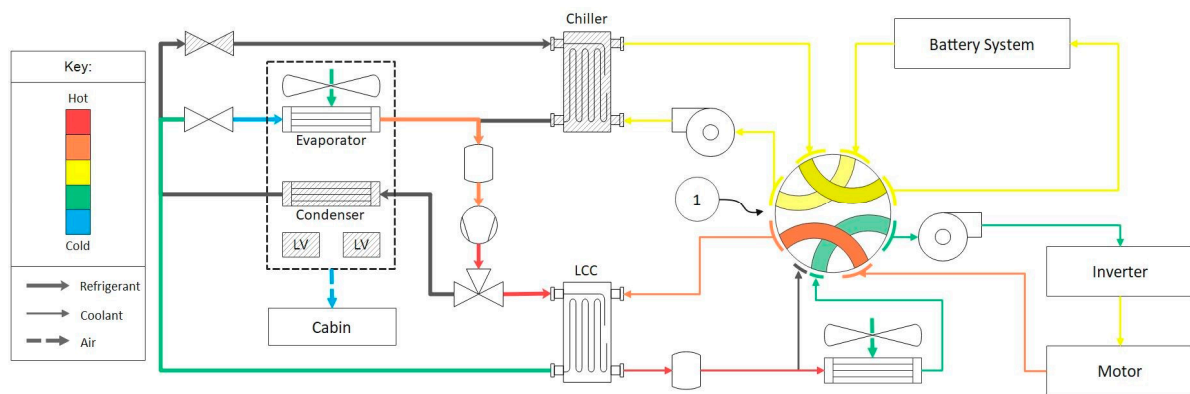 Key:
Hot
Cold
Refrigerant
Coolant
Air
Chiller
Battery System
Evaporator
Condenser
LV LV
Cabin
1
LCC
Inverter
Motor